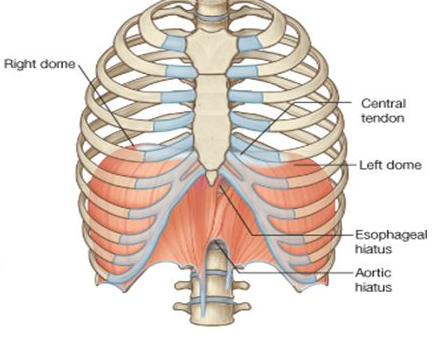 Right dome
Central
tendon
Left dome
Esophageal
hiatus
Aortic
hiatus